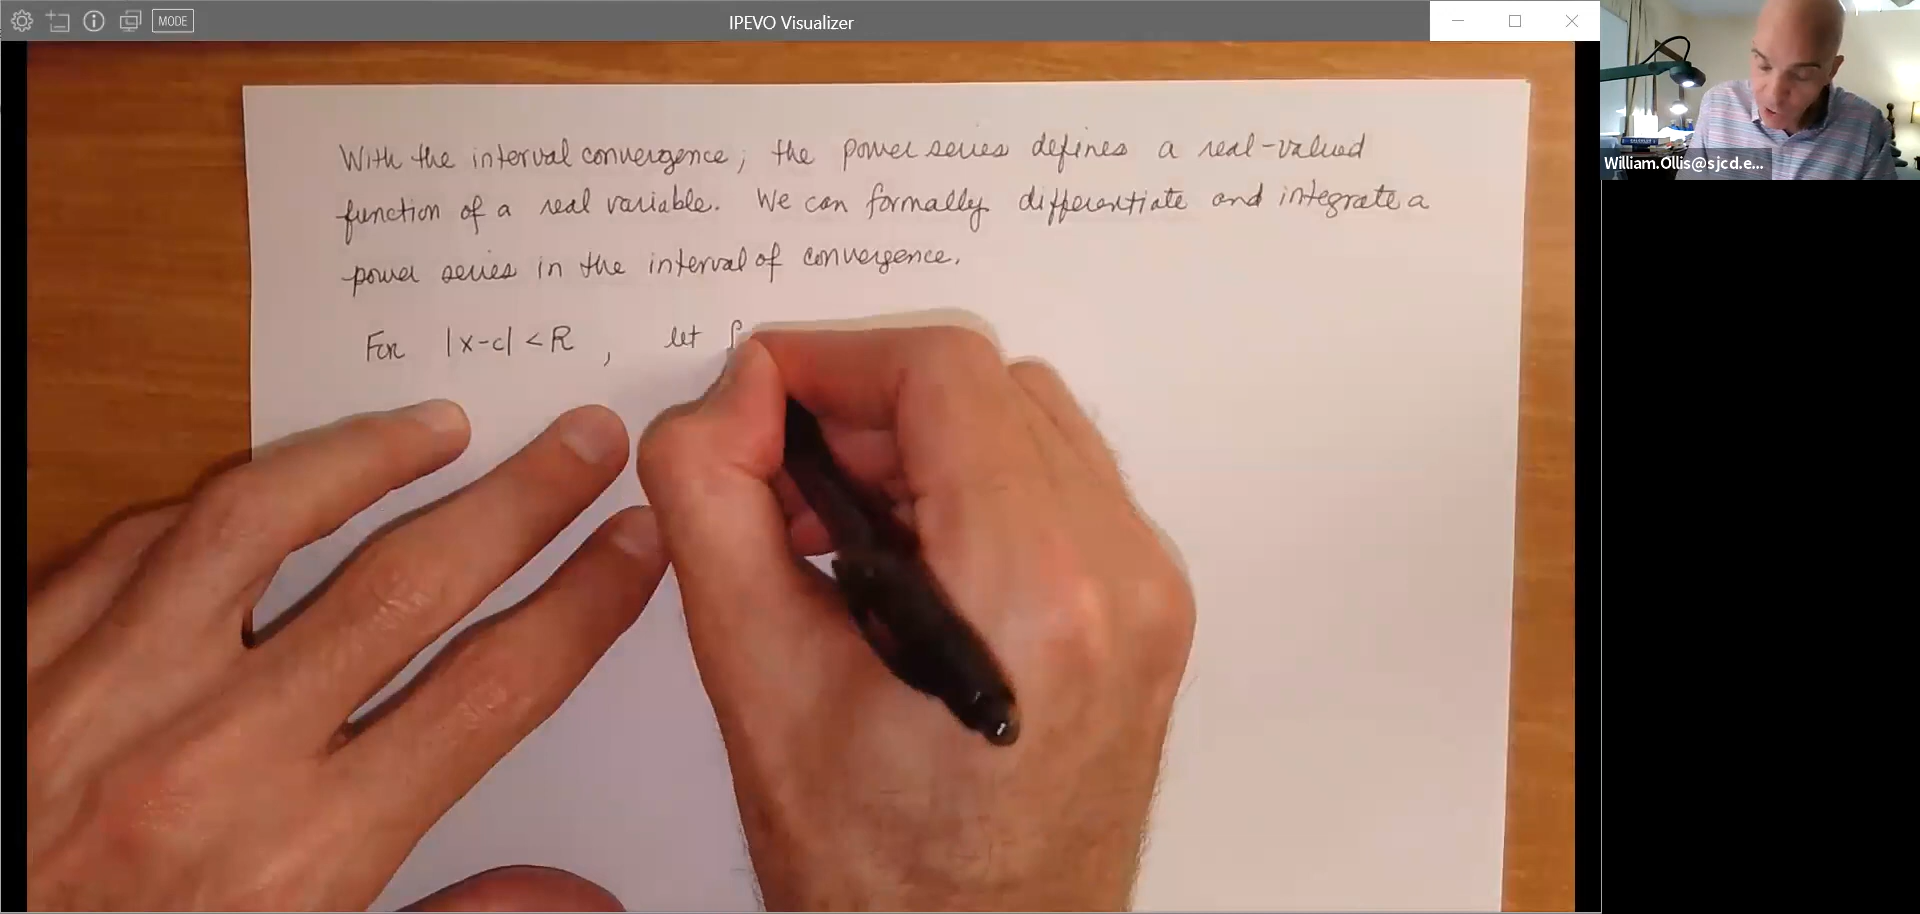 MODE
IPEVO Visualizer
William.Ollis@sjcd.e...
With the interval convergence, the power series defines a real-valued
function of a real variable. We can formally differentiate and integrate a
power series in the interval of convergence.
For |x-c| < R , let f